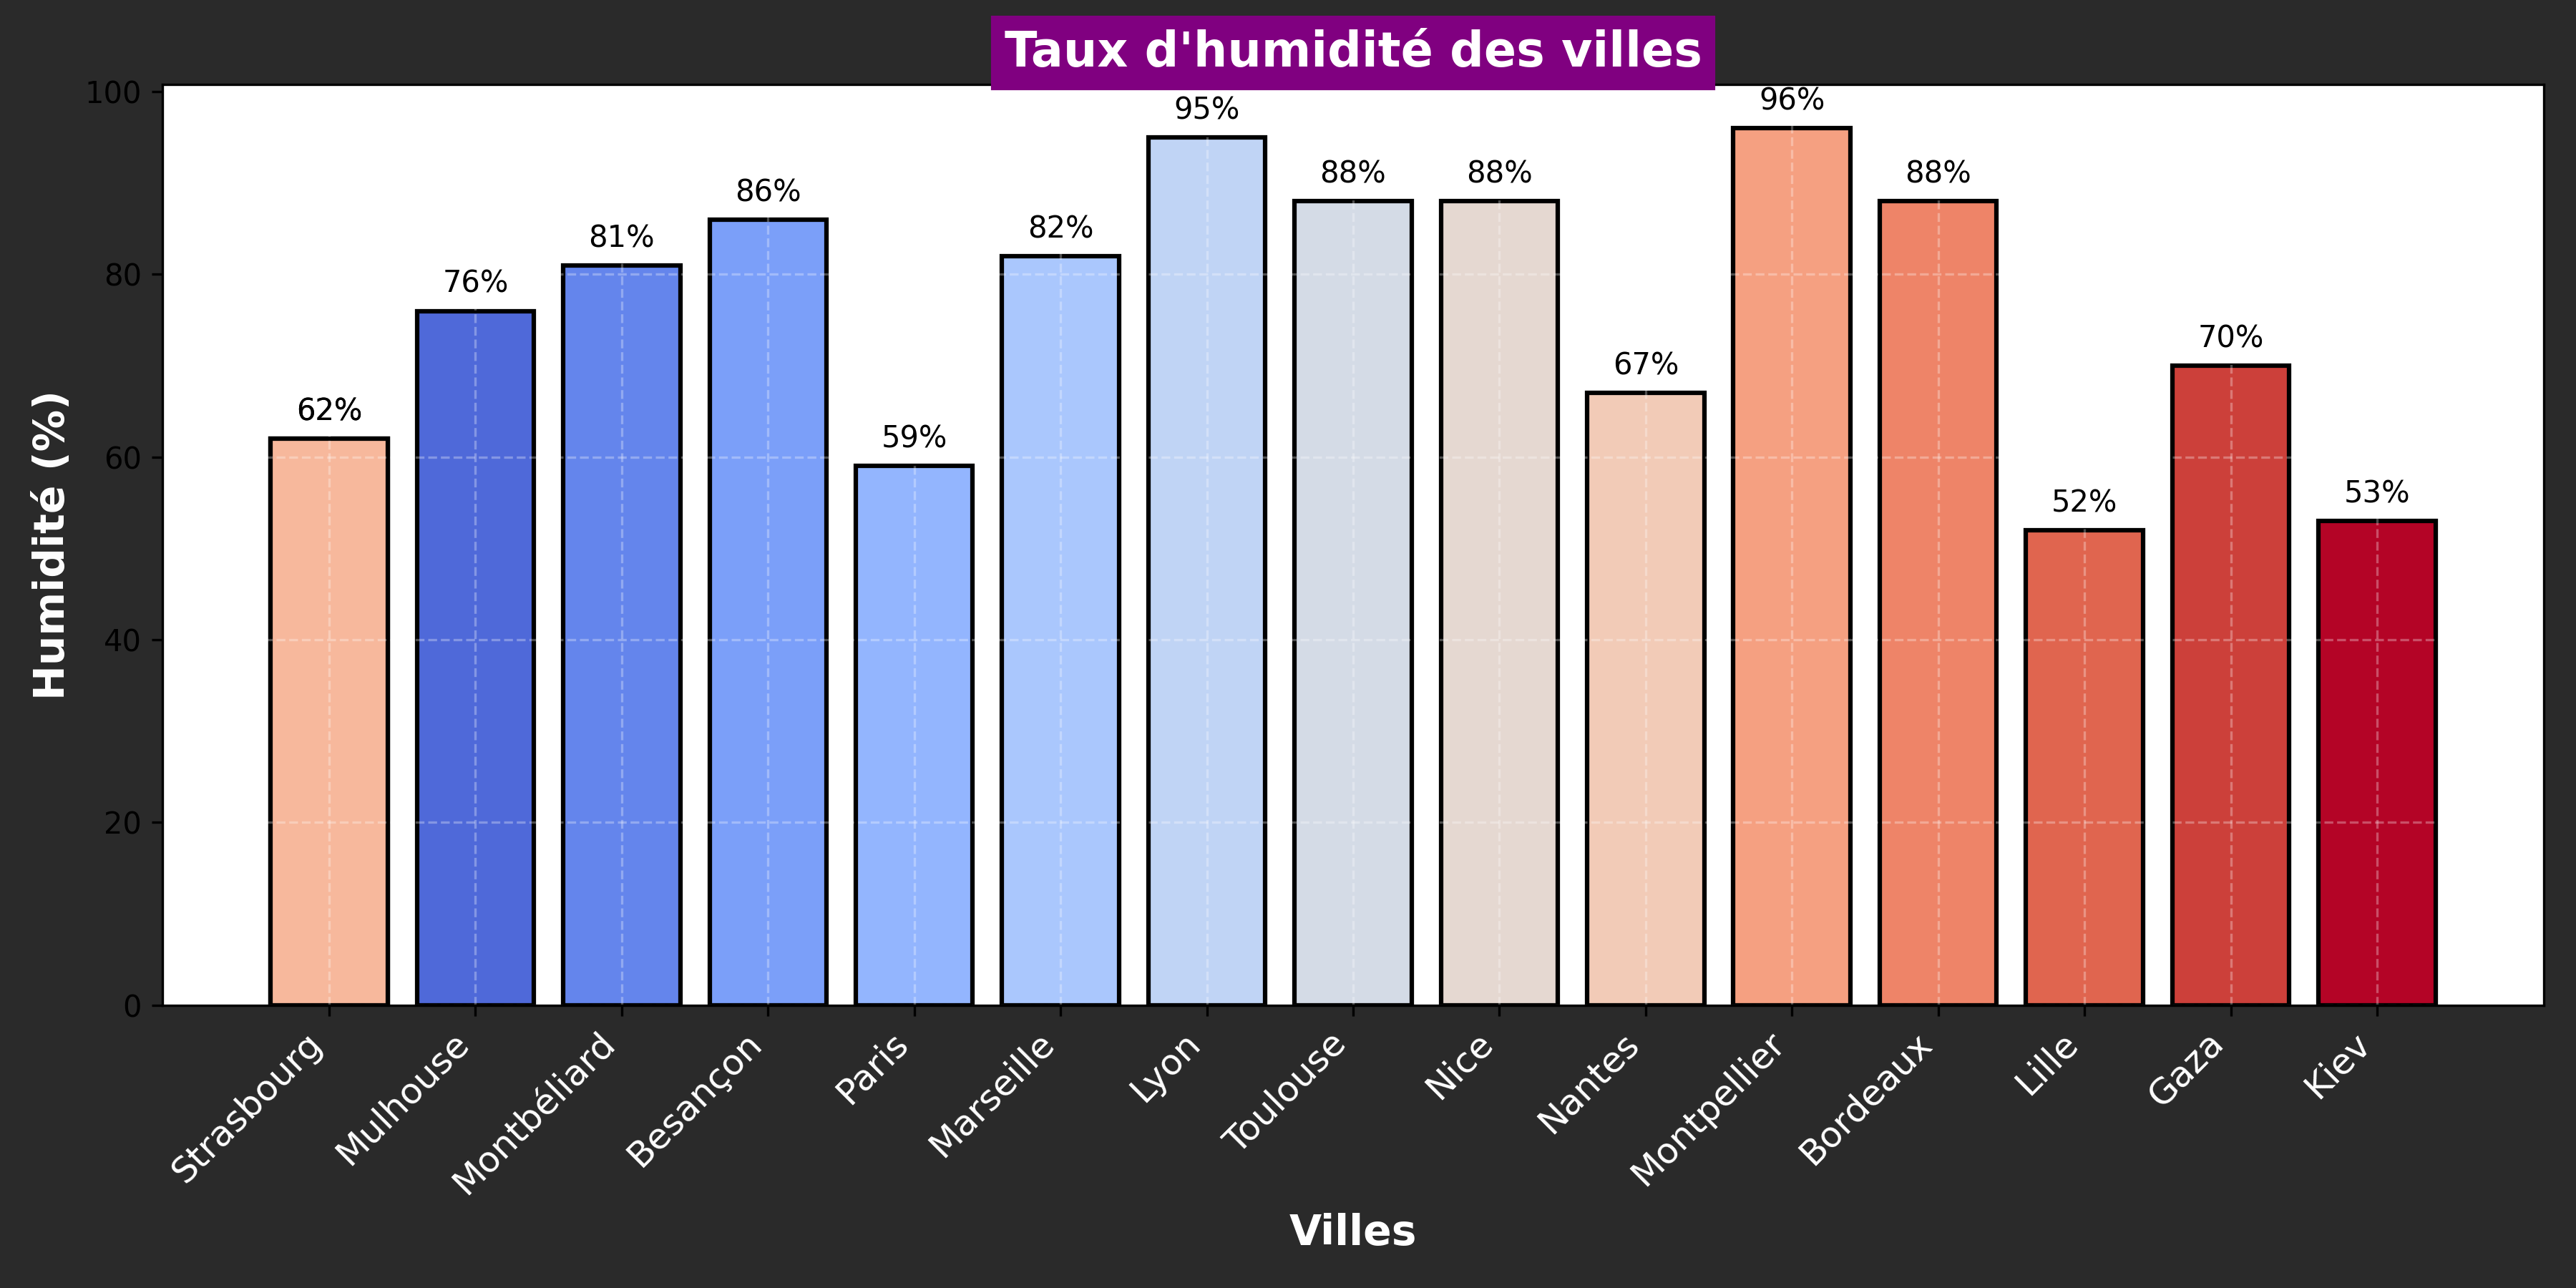 Taux d'humidité des villes
Humidité (%)
100
80
60
40
20
0
62%
76%
81%
86%
59%
82%
95%
88%
88%
67%
96%
88%
52%
70%
53%
Strasbourg
Mulhouse
Montbéliard
Besançon
Paris
Marseille
Lyon
Toulouse
Nice
Nantes
Montpellier
Bordeaux
Lille
Gaza
Kiev
Villes